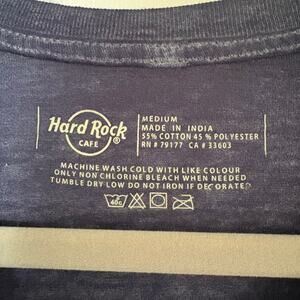 Hard Rock
CAFE
MEDIUM
MADE IN INDIA
55% COTTON 45 % POLYESTER
RN # 79177 CA # 33603
MACHINE WASH COLD WITH LIKE COLOUR
ONLY NON CHLORINE BLEACH WHEN NEEDED
TUMBLE DRY LOW DO NOT IRON IF DECORATED
40c